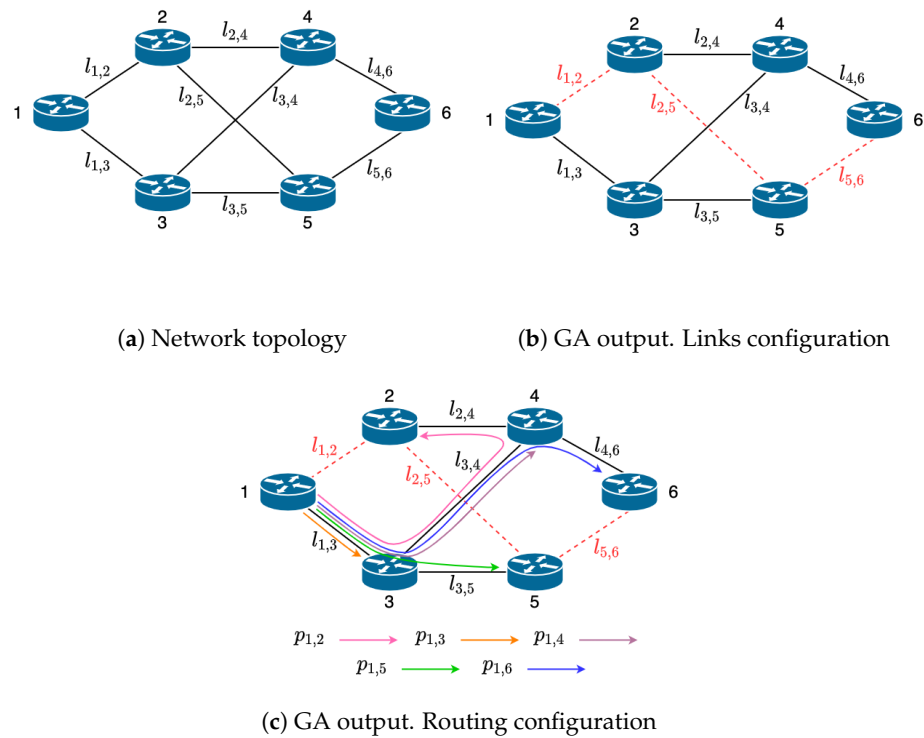 2 4
l1,2 l2,4 l4,6
1 l2,5 l3,4 6
l1,3 l3,5 l5,6
3 5
(a) Network topology
2 4
l1,2 l2,4 l4,6
1 l2,5 l3,4 6
l1,3 l3,5 l5,6
3 5
(b) GA output. Links configuration
2 4
l1,2 l2,4 l4,6
1 l2,5 l3,4 6
l1,3 l3,5 l5,6
3 5
p1,2 p1,3 p1,4
p1,5 p1,6
(c) GA output. Routing configuration